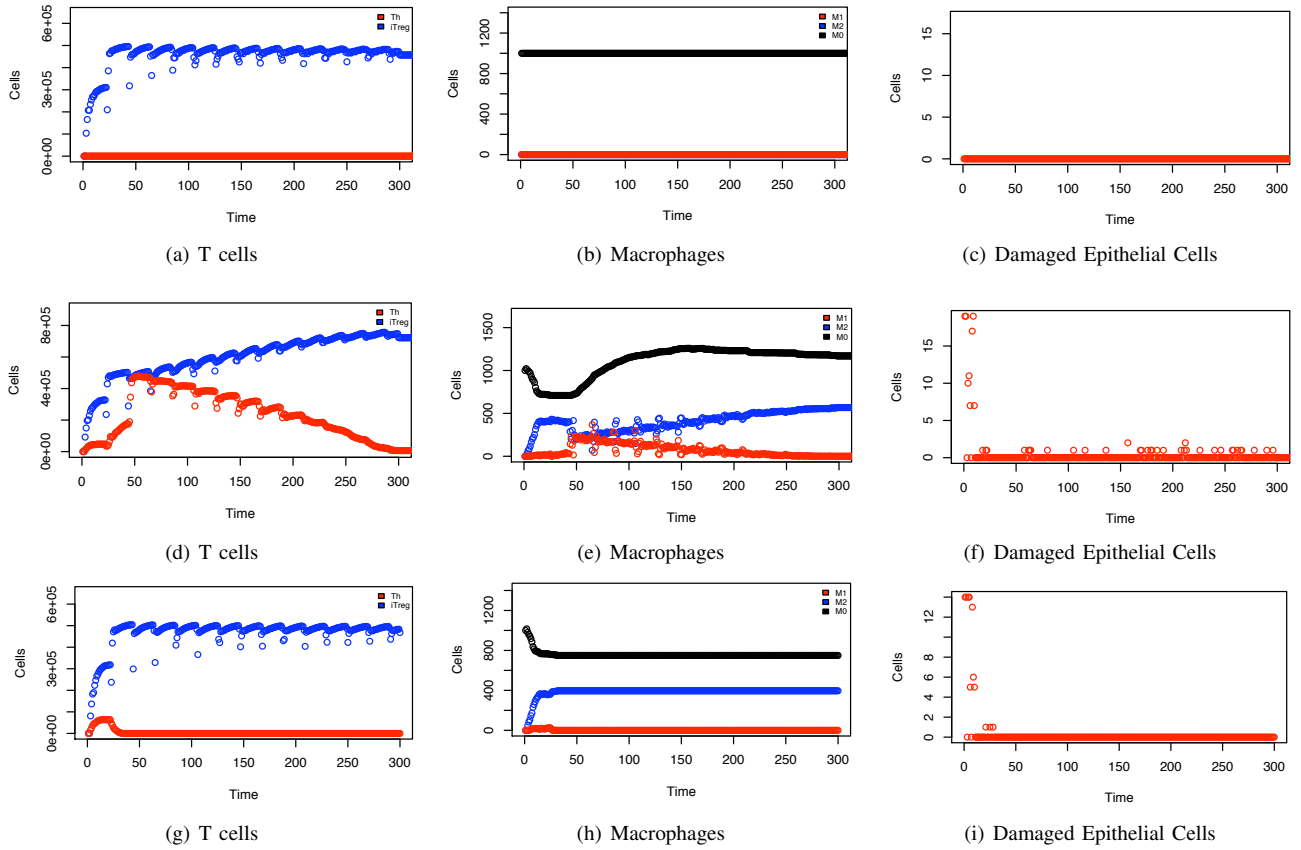 Th
iTreg
0e+00 3e+05 6e+05
Cells
0 50 100 150 200 250 300
Time
(a) T cells
M1
M2
M0
0 400 800 1200
Cells
0 50 100 150 200 250 300
Time
(b) Macrophages
0 5 10 15
Cells
0 50 100 150 200 250 300
Time
(c) Damaged Epithelial Cells
Th
iTreg
0e+00 4e+05 8e+05
Cells
0 50 100 150 200 250 300
Time
(d) T cells
M1
M2
M0
0 500 1000 1500
Cells
0 50 100 150 200 250 300
Time
(e) Macrophages
0 5 10 15
Cells
0 50 100 150 200 250 300
Time
(f) Damaged Epithelial Cells
Th
iTreg
0e+00 3e+05 6e+05
Cells
0 50 100 150 200 250 300
Time
(g) T cells
M1
M2
M0
0 400 800 1200
Cells
0 50 100 150 200 250 300
Time
(h) Macrophages
0 2 4 6 8 12
Cells
0 50 100 150 200 250 300
Time
(i) Damaged Epithelial Cells